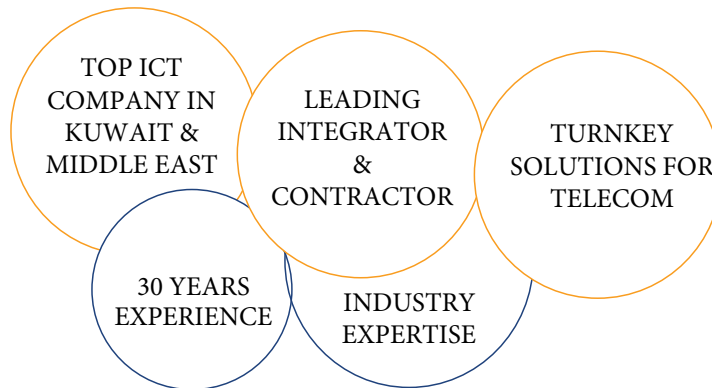 TOP ICT
COMPANY IN
KUWAIT &
MIDDLE EAST
LEADING
INTEGRATOR
&
CONTRACTOR
TURNKEY
SOLUTIONS FOR
TELECOM
30 YEARS
EXPERIENCE
INDUSTRY
EXPERTISE